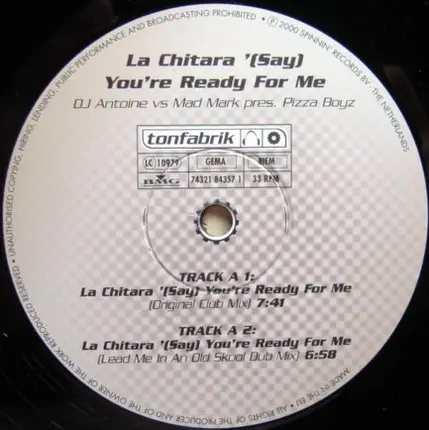 La Chitara '(Say)
You're Ready For Me
DJ Antoine vs Mad Mark pres. Pizza Boyz
tonfabrik
LC 10979 GEMA BIEM
BMG 74321 84357 1 33 RPM
TRACK A 1:
La Chitara '(Say) You're Ready For Me
(Original Club Mix) 7:41
TRACK A 2:
La Chitara '(Say) You're Ready For Me
(Lead Me In An Old Skool Dub Mix) 6:58
MADE IN THE EU • ALL RIGHTS OF THE PRODUCER AND OF THE OWNER OF THE WORK REPRODUCED RESERVED • UNAUTHORISED COPYING, HIRING, LENDING, PUBLIC PERFORMANCE AND BROADCASTING PROHIBITED • ℗ 2000 SPINNIN' RECORDS BV - THE NETHERLANDS